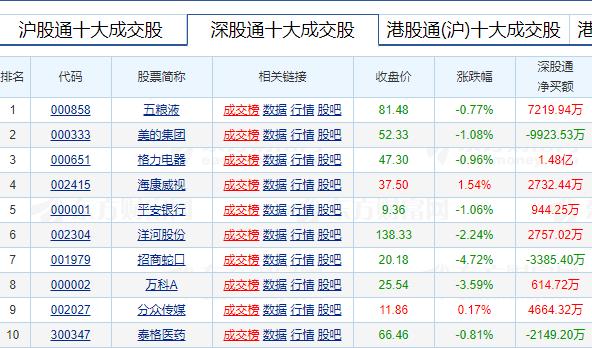 沪股通十大成交股 深股通十大成交股 港股通(沪)十大成交股 港
排名 代码 股票简称 相关链接 收盘价 涨跌幅 深股通
净买额
1 000858 五粮液 成交榜 数据 行情 股吧 81.48 -0.77% 7219.94万
2 000333 美的集团 成交榜 数据 行情 股吧 52.33 -1.08% -9923.53万
3 000651 格力电器 成交榜 数据 行情 股吧 47.30 -0.96% 1.48亿
4 002415 海康威视 成交榜 数据 行情 股吧 37.50 1.54% 2732.44万
5 000001 平安银行 成交榜 数据 行情 股吧 9.36 -1.06% 944.25万
6 002304 洋河股份 成交榜 数据 行情 股吧 138.33 -2.24% 2757.02万
7 001979 招商蛇口 成交榜 数据 行情 股吧 20.18 -4.72% -3385.40万
8 000002 万科A 成交榜 数据 行情 股吧 25.54 -3.59% 614.72万
9 002027 分众传媒 成交榜 数据 行情 股吧 11.86 0.17% 4664.32万
10 300347 泰格医药 成交榜 数据 行情 股吧 66.46 -0.81% -2149.20万